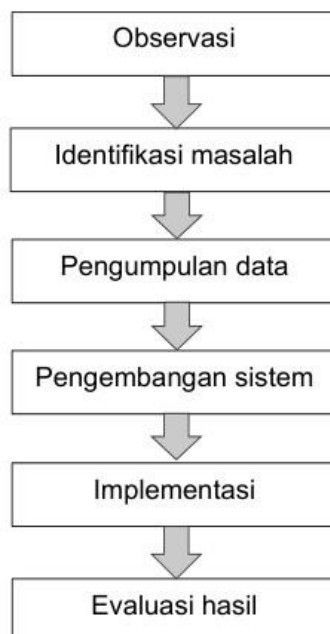 Observasi
Identifikasi masalah
Pengumpulan data
Pengembangan sistem
Implementasi
Evaluasi hasil